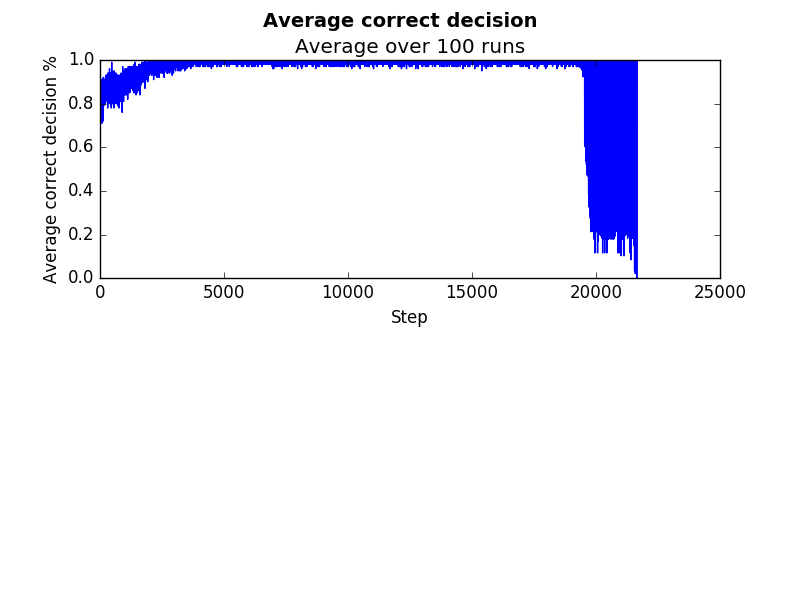 Average correct decision
Average over 100 runs
Average correct decision %
1.0
0.8
0.6
0.4
0.2
0.0
0 5000 10000 15000 20000 25000
Step